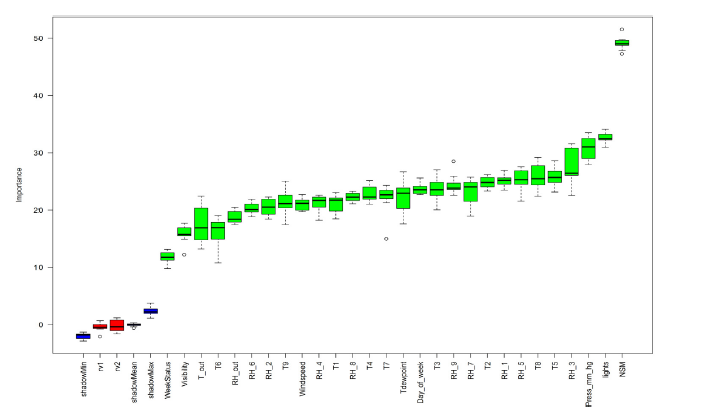 Importance
50
40
30
20
10
0
shadowMin
rv1
rv2
shadowMean
shadowMax
WeekStatus
Visibility
T_out
T6
RH_out
RH_6
RH_2
T9
Windspeed
RH_4
T1
RH_8
T4
T7
Tdewpoint
Day_of_week
T3
RH_9
RH_7
T2
RH_1
RH_5
T8
T5
RH_3
Press_mm_hg
lights
NSM